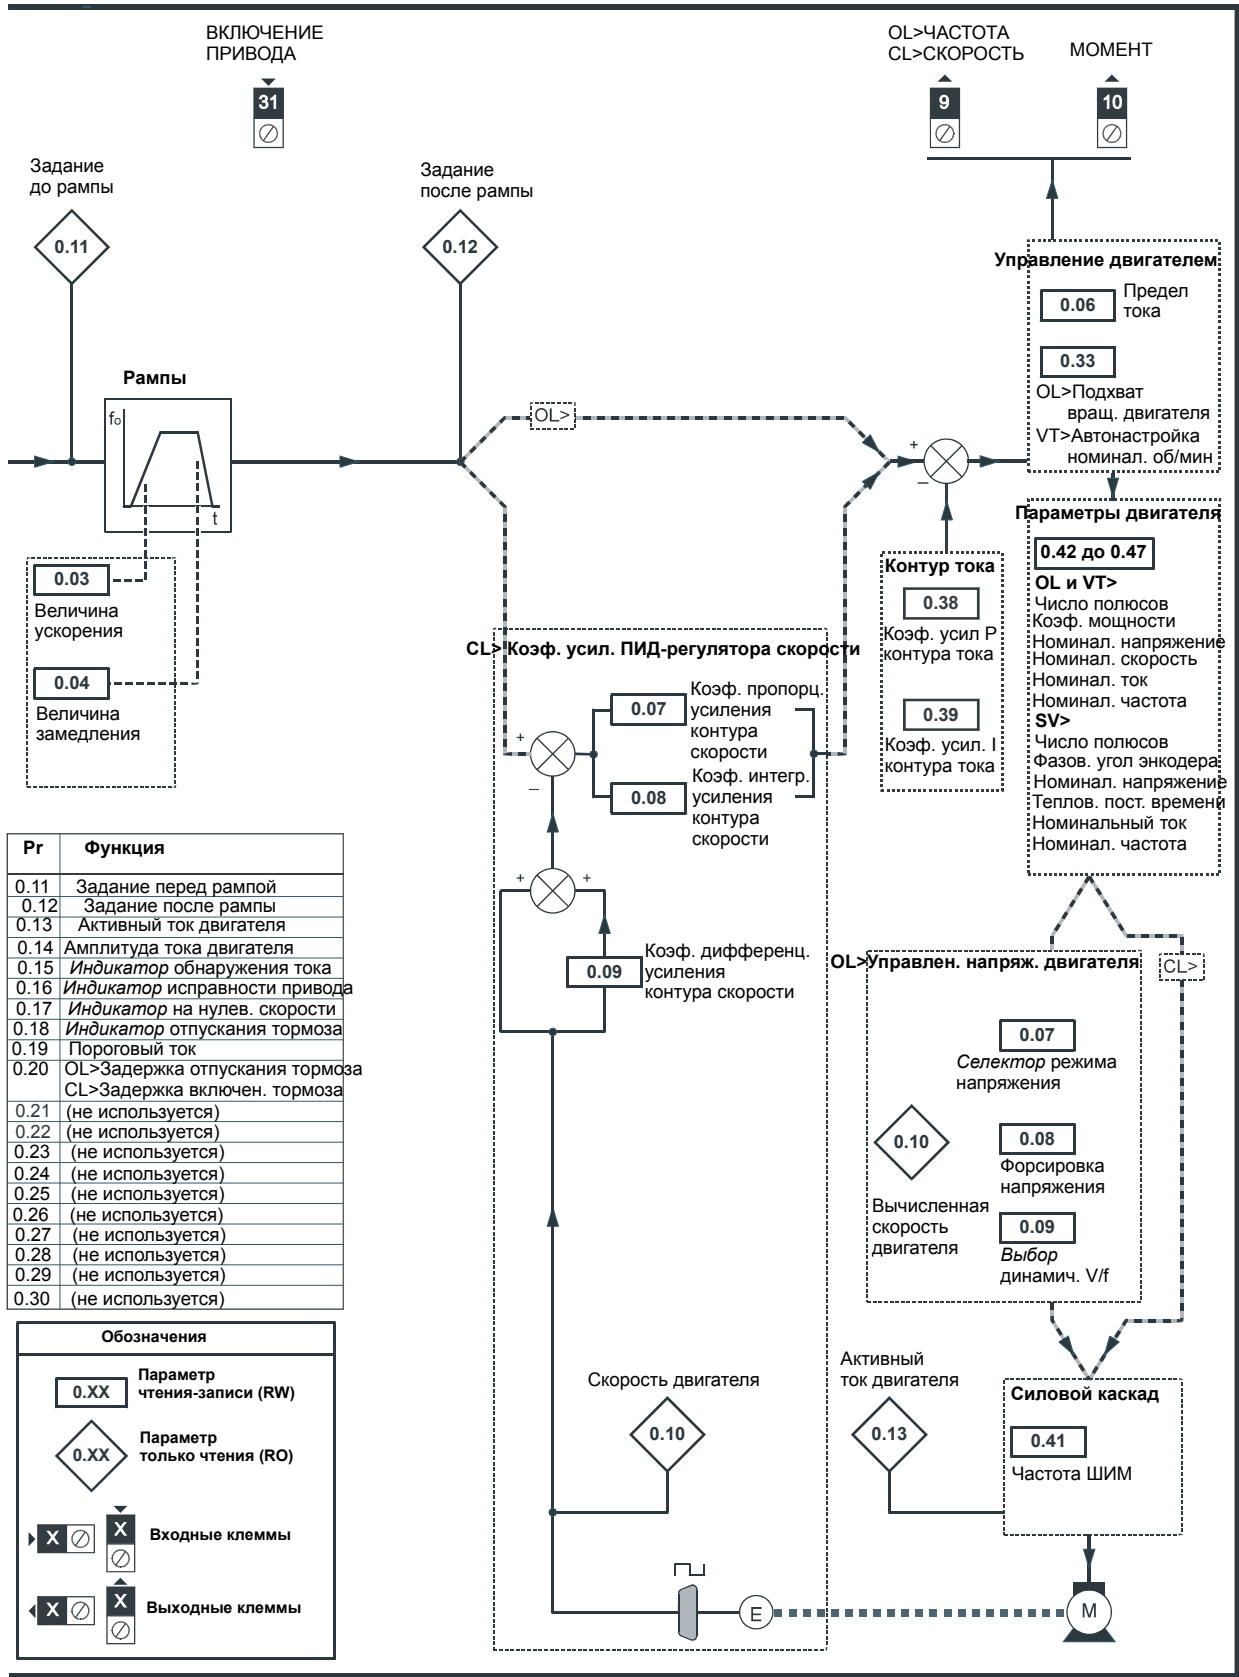 ВКЛЮЧЕНИЕ
ПРИВОДА
31
OL>ЧАСТОТА
CL>СКОРОСТЬ
9
МОМЕНТ
10
Задание
до рампы
0.11
Задание
после рампы
0.12
Рампы
fo
t
0.03
Величина
ускорения
0.04
Величина
замедления
OL>
+
–
Управление двигателем
0.06
Предел
тока
0.33
OL>Подхват
вращ. двигателя
VT>Автонастройка
номинал. об/мин
Контур тока
0.38
Коэф. усил P
контура тока
0.39
Коэф. усил. I
контура тока
Параметры двигателя
0.42 до 0.47
OL и VT>
Число полюсов
Коэф. мощности
Номинал. напряжение
Номинал. скорость
Номинал. ток
Номинал. частота
SV>
Число полюсов
Фазов. угол энкодера
Номинал. напряжение
Теплов. пост. времени
Номинальный ток
Номинал. частота
CL> Коэф. усил. ПИД-регулятора скорости
+
–
0.07
Коэф. пропорц.
усиления
контура
скорости
0.08
Коэф. интегр.
усиления
контура
скорости
+
+
0.09
Коэф. дифференц.
усиления
контура скорости
OL>Управлен. напряж. двигателя
CL>
0.07
Селектор режима
напряжения
0.10
Вычисленная
скорость
двигателя
0.08
Форсировка
напряжения
0.09
Выбор
динамич. V/f
Pr Функция
0.11 Задание перед рампой
0.12 Задание после рампы
0.13 Активный ток двигателя
0.14 Амплитуда тока двигателя
0.15 Индикатор обнаружения тока
0.16 Индикатор исправности привода
0.17 Индикатор на нулев. скорости
0.18 Индикатор отпускания тормоза
0.19 Пороговый ток
0.20 OL>Задержка отпускания тормоза
CL>Задержка включен. тормоза
0.21 (не используется)
0.22 (не используется)
0.23 (не используется)
0.24 (не используется)
0.25 (не используется)
0.26 (не используется)
0.27 (не используется)
0.28 (не используется)
0.29 (не используется)
0.30 (не используется)
Обозначения
0.XX
Параметр
чтения-записи (RW)
0.XX
Параметр
только чтения (RO)
X
X
Входные клеммы
X
X
Выходные клеммы
Скорость двигателя
0.10
Активный
ток двигателя
0.13
Силовой каскад
0.41
Частота ШИМ
E
M